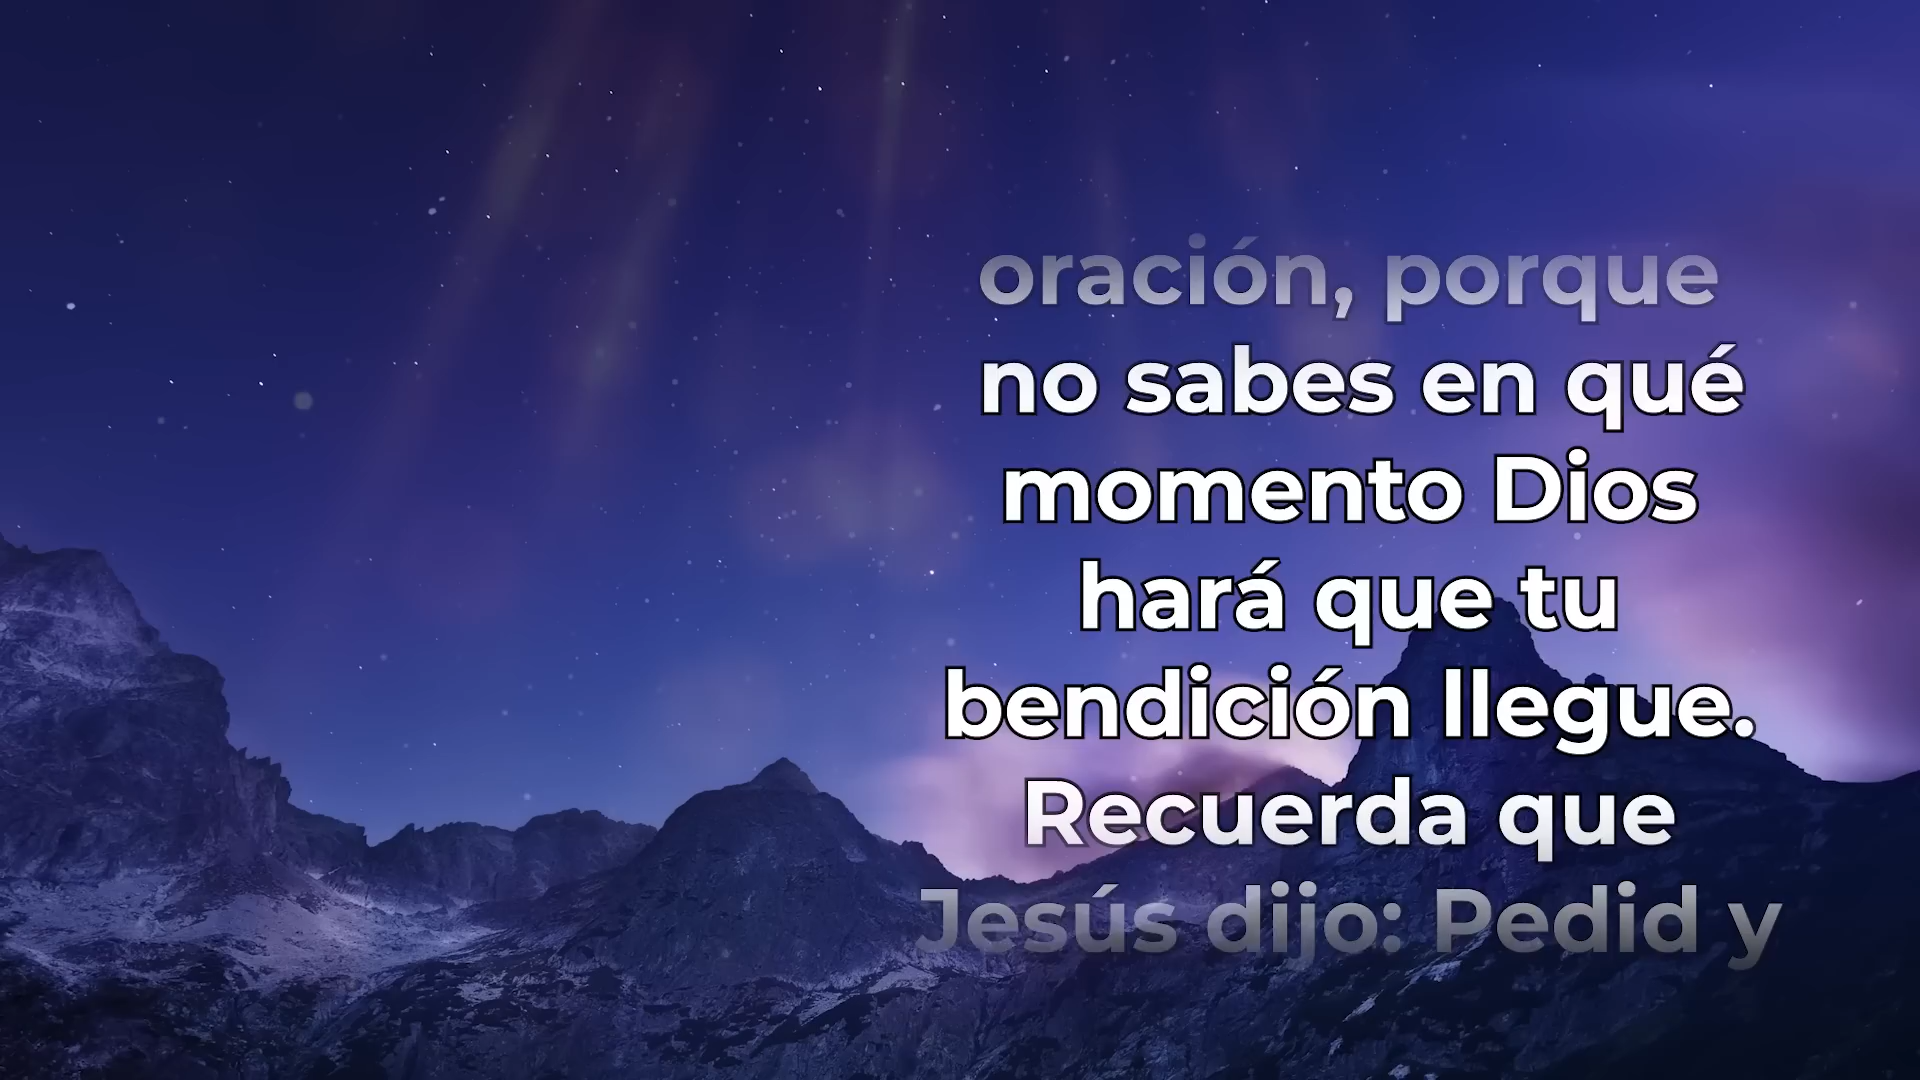 oración, porque
no sabes en qué
momento Dios
hará que tu
bendición llegue.
Recuerda que
Jesús dijo: Pedid y